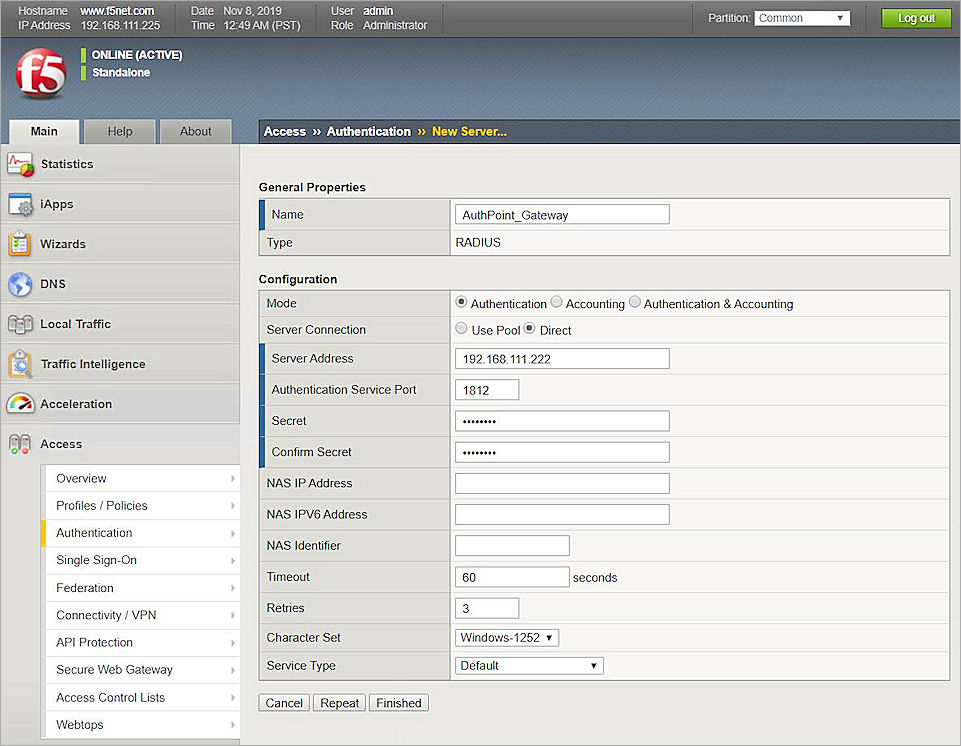 Hostname www.f5net.com Date Nov 8, 2019 User admin
IP Address 192.168.111.225 Time 12:49 AM (PST) Role Administrator
Partition: Common Log out
f5
ONLINE (ACTIVE)
Standalone
Main Help About
Access ›› Authentication ›› New Server...
Statistics
iApps
Wizards
DNS
Local Traffic
Traffic Intelligence
Acceleration
Access
Overview
Profiles / Policies
Authentication
Single Sign-On
Federation
Connectivity / VPN
API Protection
Secure Web Gateway
Access Control Lists
Webtops
General Properties
Name AuthPoint_Gateway
Type RADIUS
Configuration
Mode Authentication Accounting Authentication & Accounting
Server Connection Use Pool Direct
Server Address 192.168.111.222
Authentication Service Port 1812
Secret ••••••••
Confirm Secret ••••••••
NAS IP Address
NAS IPV6 Address
NAS Identifier
Timeout 60 seconds
Retries 3
Character Set Windows-1252
Service Type Default
Cancel Repeat Finished